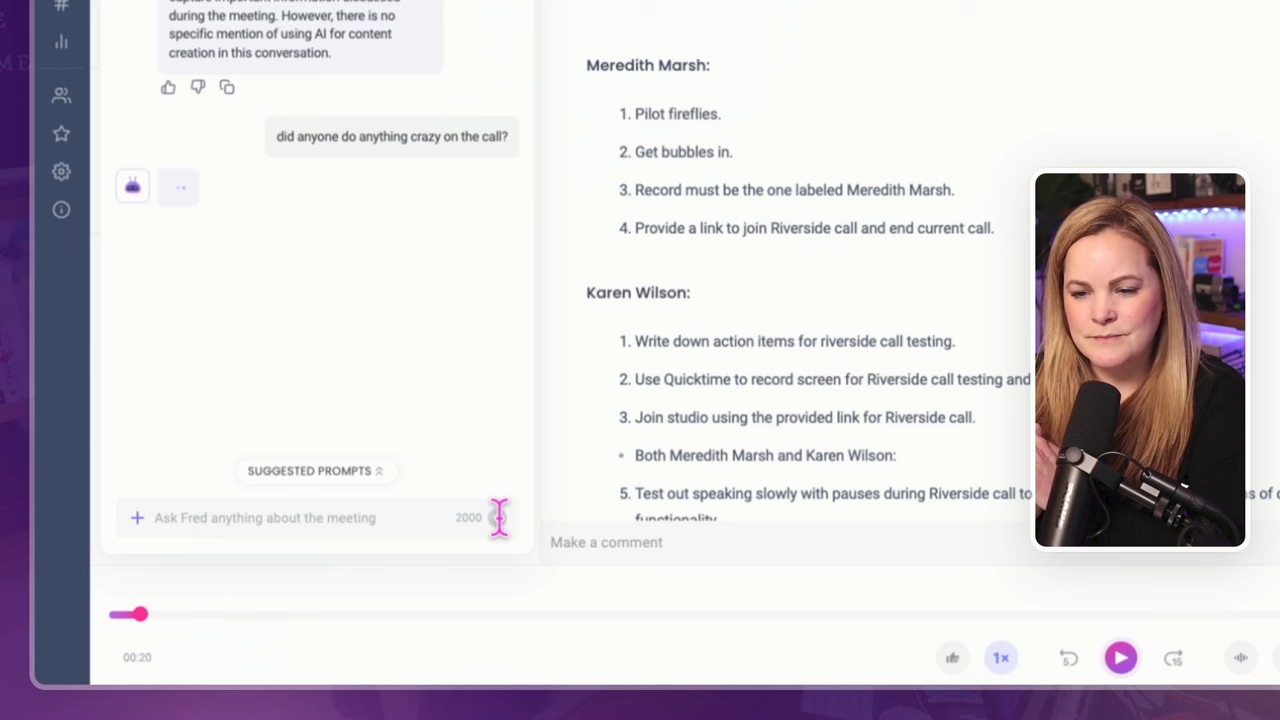 during the meeting. However, there is no
specific mention of using AI for content
creation in this conversation.
did anyone do anything crazy on the call?
SUGGESTED PROMPTS
Ask Fred anything about the meeting
2000
Meredith Marsh:
1. Pilot fireflies.
2. Get bubbles in.
3. Record must be the one labeled Meredith Marsh.
4. Provide a link to join Riverside call and end current call.
Karen Wilson:
1. Write down action items for riverside call testing.
2. Use Quicktime to record screen for Riverside call testing and
3. Join studio using the provided link for Riverside call.
• Both Meredith Marsh and Karen Wilson:
5. Test out speaking slowly with pauses during Riverside call to
functionality.
Make a comment
00:20
1×
5
15